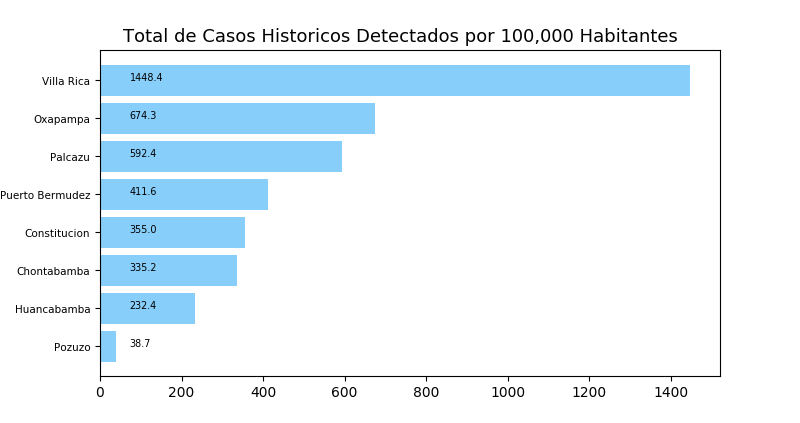 Total de Casos Historicos Detectados por 100,000 Habitantes
Villa Rica 1448.4
Oxapampa 674.3
Palcazu 592.4
Puerto Bermudez 411.6
Constitucion 355.0
Chontabamba 335.2
Huancabamba 232.4
Pozuzo 38.7
0 200 400 600 800 1000 1200 1400